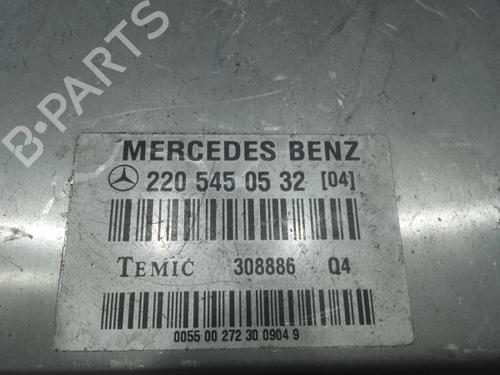 B-PARTS
MERCEDES BENZ
220 545 05 32 [04]
TEMIC 308886 Q4
0055 00 272 30 0904 9